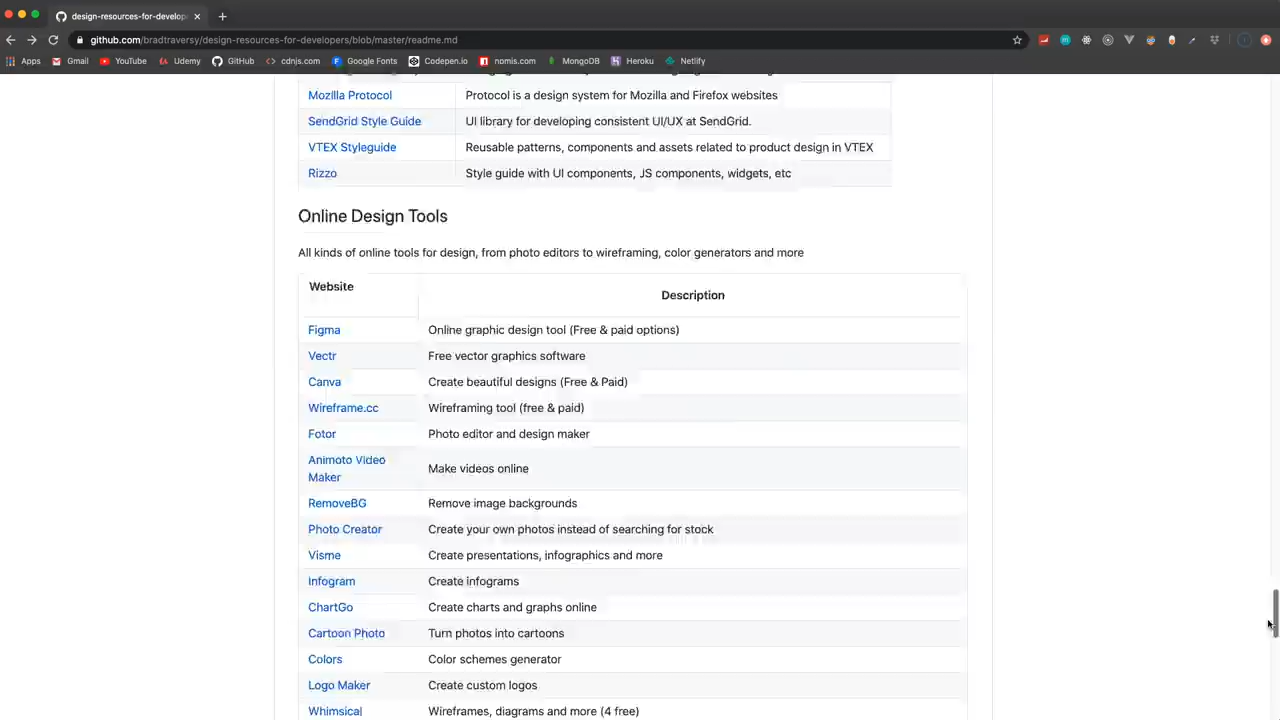 design-resources-for-develop
github.com/bradtraversy/design-resources-for-developers/blob/master/readme.md
Apps Gmail YouTube Udemy GitHub cdnjs.com Google Fonts Codepen.io nomis.com MongoDB Heroku Netlify
Mozilla Protocol Protocol is a design system for Mozilla and Firefox websites
SendGrid Style Guide UI library for developing consistent UI/UX at SendGrid.
VTEX Styleguide Reusable patterns, components and assets related to product design in VTEX
Rizzo Style guide with UI components, JS components, widgets, etc
Online Design Tools
All kinds of online tools for design, from photo editors to wireframing, color generators and more
Website Description
Figma Online graphic design tool (Free & paid options)
Vectr Free vector graphics software
Canva Create beautiful designs (Free & Paid)
Wireframe.cc Wireframing tool (free & paid)
Fotor Photo editor and design maker
Animoto Video
Maker Make videos online
RemoveBG Remove image backgrounds
Photo Creator Create your own photos instead of searching for stock
Visme Create presentations, infographics and more
Infogram Create infograms
ChartGo Create charts and graphs online
Cartoon Photo Turn photos into cartoons
Colors Color schemes generator
Logo Maker Create custom logos
Whimsical Wireframes, diagrams and more (4 free)